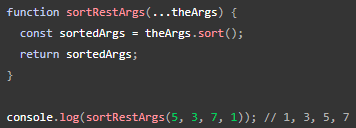 function sortRestArgs(...theArgs) {
  const sortedArgs = theArgs.sort();
  return sortedArgs;
}

console.log(sortRestArgs(5, 3, 7, 1)); // 1, 3, 5, 7